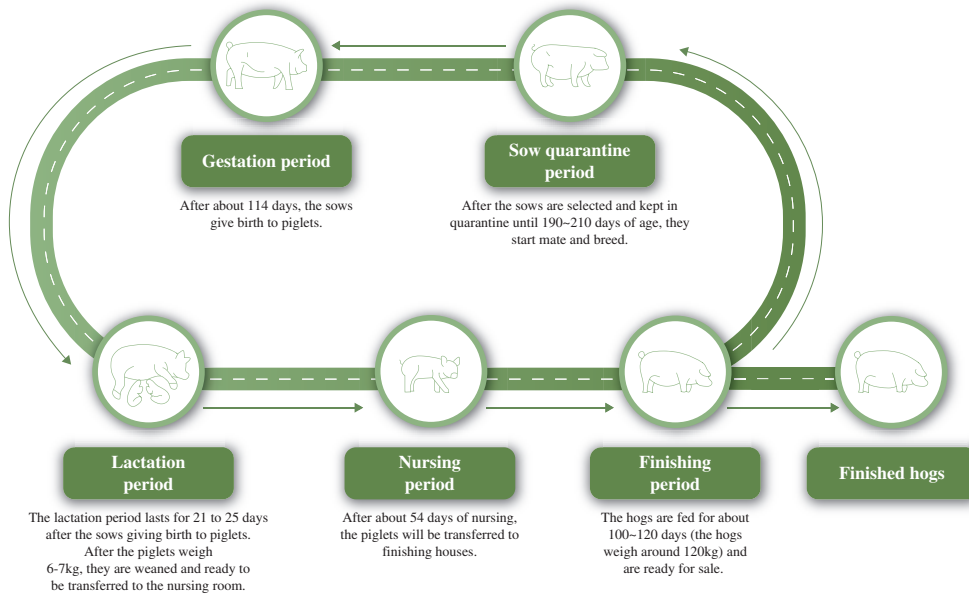 Gestation period
After about 114 days, the sows
give birth to piglets.
Sow quarantine
period
After the sows are selected and kept in
quarantine until 190~210 days of age, they
start mate and breed.
Lactation
period
The lactation period lasts for 21 to 25 days
after the sows giving birth to piglets.
After the piglets weigh
6-7kg, they are weaned and ready to
be transferred to the nursing room.
Nursing
period
After about 54 days of nursing,
the piglets will be transferred to
finishing houses.
Finishing
period
The hogs are fed for about
100~120 days (the hogs
weigh around 120kg) and
are ready for sale.
Finished hogs